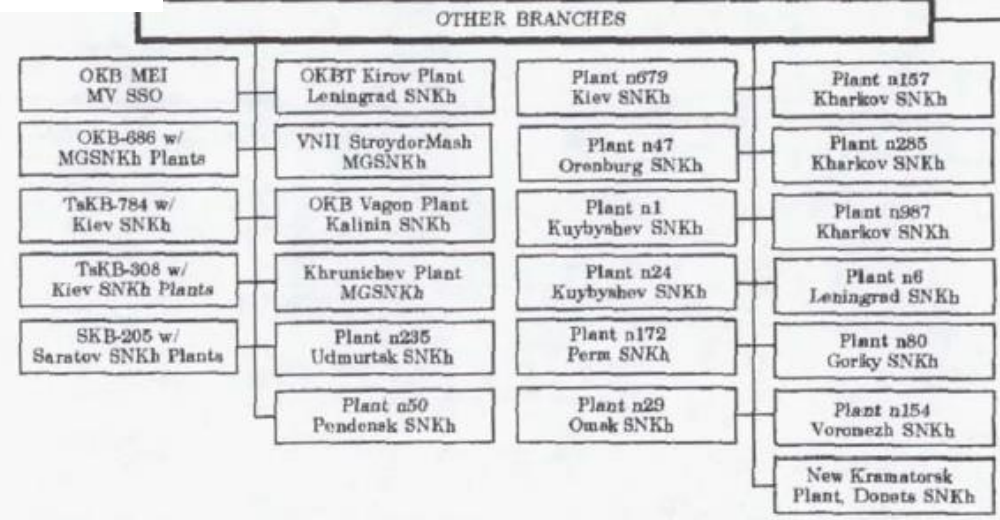 OTHER BRANCHES
OKB MEI
MV SSO
OKB-686 w/
MGSNKh Plants
TsKB-784 w/
Kiev SNKh
TsKB-308 w/
Kiev SNKh Plants
SKB-205 w/
Saratov SNKh Plants
OKBT Kirov Plant
Leningrad SNKh
VNII StroydorMash
MGSNKh
OKB Vagon Plant
Kalinin SNKh
Khrunichev Plant
MGSNKh
Plant n235
Udmurtsk SNKh
Plant n50
Pendensk SNKh
Plant n679
Kiev SNKh
Plant n47
Orenburg SNKh
Plant n1
Kuybyshev SNKh
Plant n24
Kuybyshev SNKh
Plant n172
Perm SNKh
Plant n29
Omsk SNKh
Plant n157
Kharkov SNKh
Plant n285
Kharkov SNKh
Plant n987
Kharkov SNKh
Plant n6
Leningrad SNKh
Plant n80
Goriky SNKh
Plant n154
Voronezh SNKh
New Kramatorsk
Plant, Donets SNKh